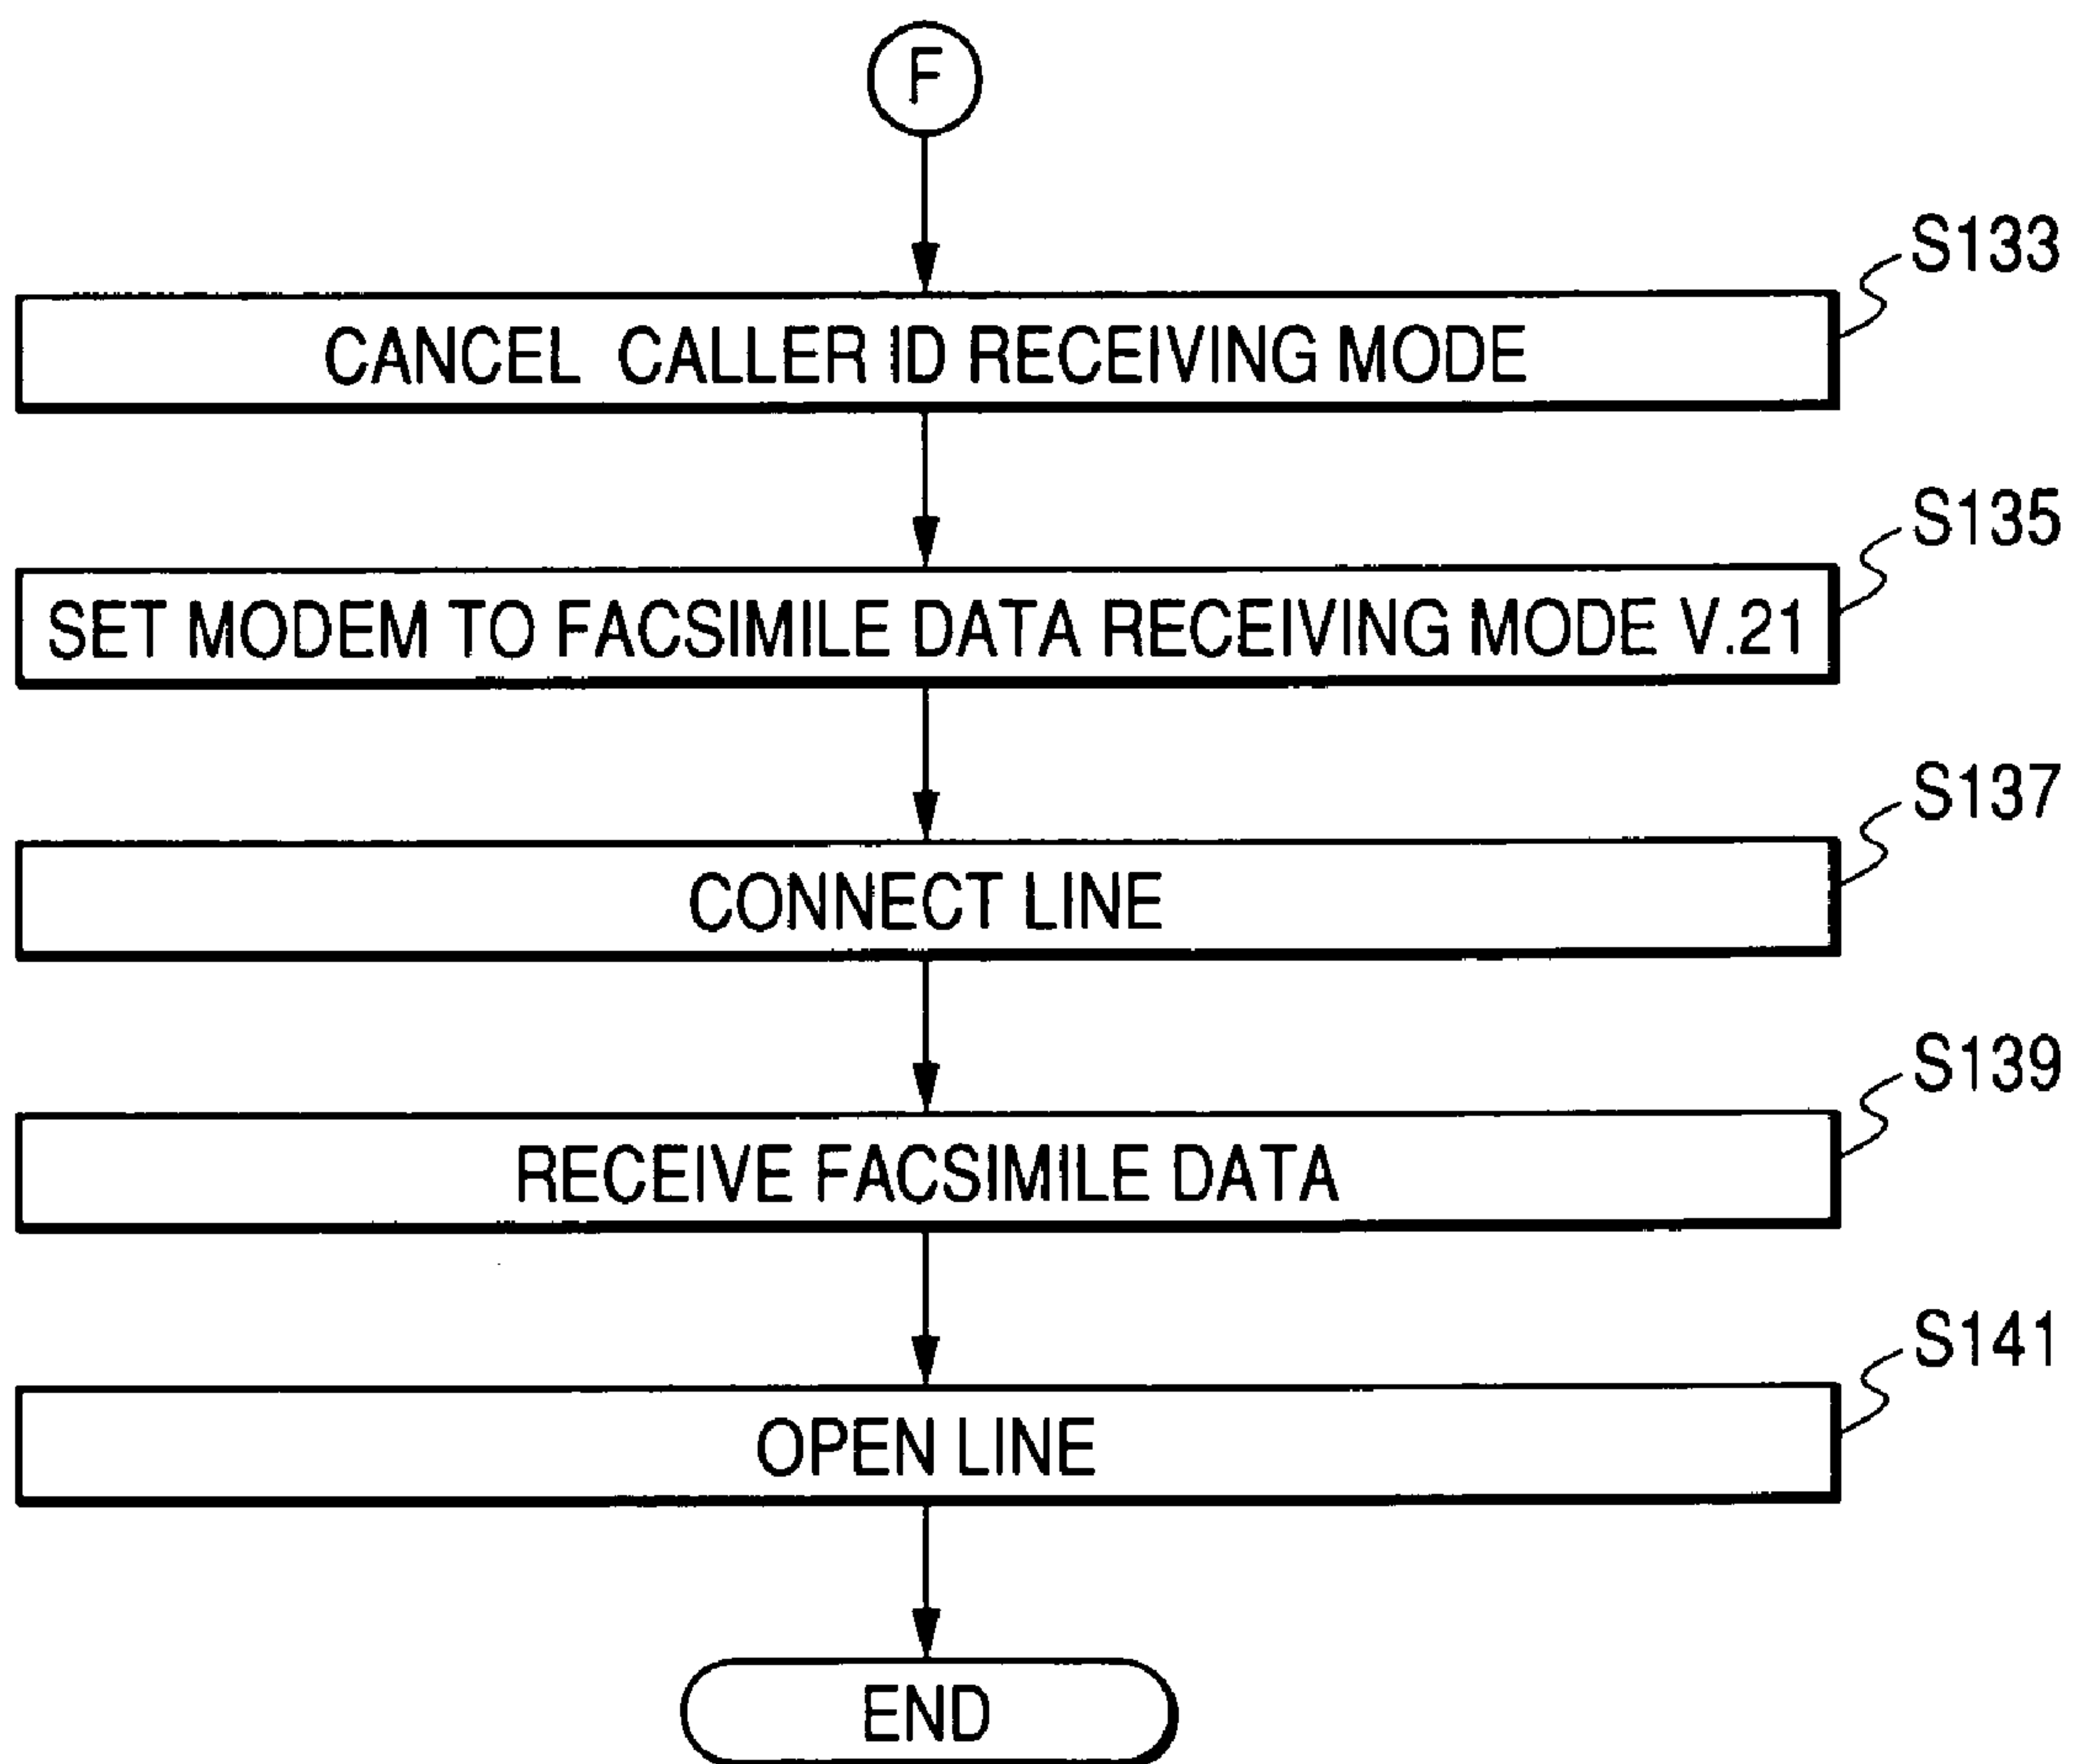 F
S133
CANCEL CALLER ID RECEIVING MODE
S135
SET MODEM TO FACSIMILE DATA RECEIVING MODE V.21
S137
CONNECT LINE
S139
RECEIVE FACSIMILE DATA
S141
OPEN LINE
END